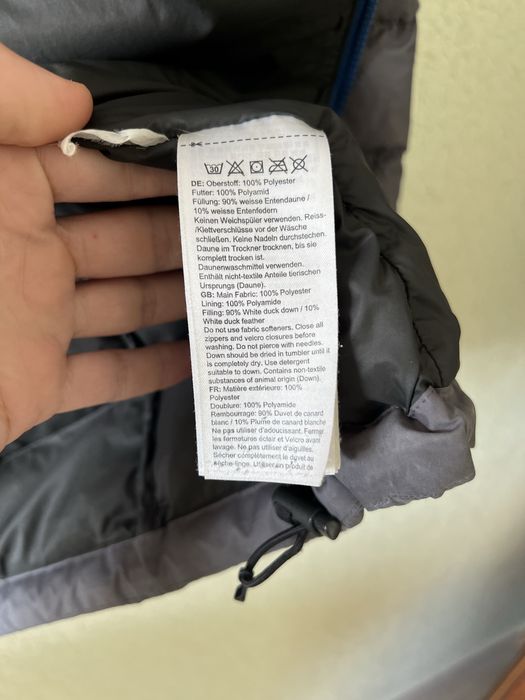 30
DE: Oberstoff: 100% Polyester
Futter: 100% Polyamid
Füllung: 90% weisse Entendaune /
10% weisse Entenfedern
Keinen Weichspüler verwenden. Reiss-
/Klettverschlüsse vor der Wäsche
schließen. Keine Nadeln durchstechen.
Daune im Trockner trocknen, bis sie
komplett trocken ist.
Daunenwaschmittel verwenden.
Enthält nicht-textile Anteile tierischen
Ursprungs (Daune).
GB: Main Fabric: 100% Polyester
Lining: 100% Polyamide
Filling: 90% White duck down / 10%
White duck feather
Do not use fabric softeners. Close all
zippers and velcro closures before
washing. Do not pierce with needles.
Down should be dried in tumbler until it
is completely dry. Use detergent
suitable to down. Contains non-textile
substances of animal origin (Down).
FR: Matière extérieure: 100%
Polyester
Doublure: 100% Polyamide
Rembourrage: 90% Duvet de canard
blanc / 10% Plume de canard blanche
Ne pas utiliser d'adoucissant. Fermer
les fermetures éclair et Velcro avant
lavage. Ne pas utiliser d'aiguilles.
Sécher complètement le duvet au
sèche-linge. Utiliser un produit de